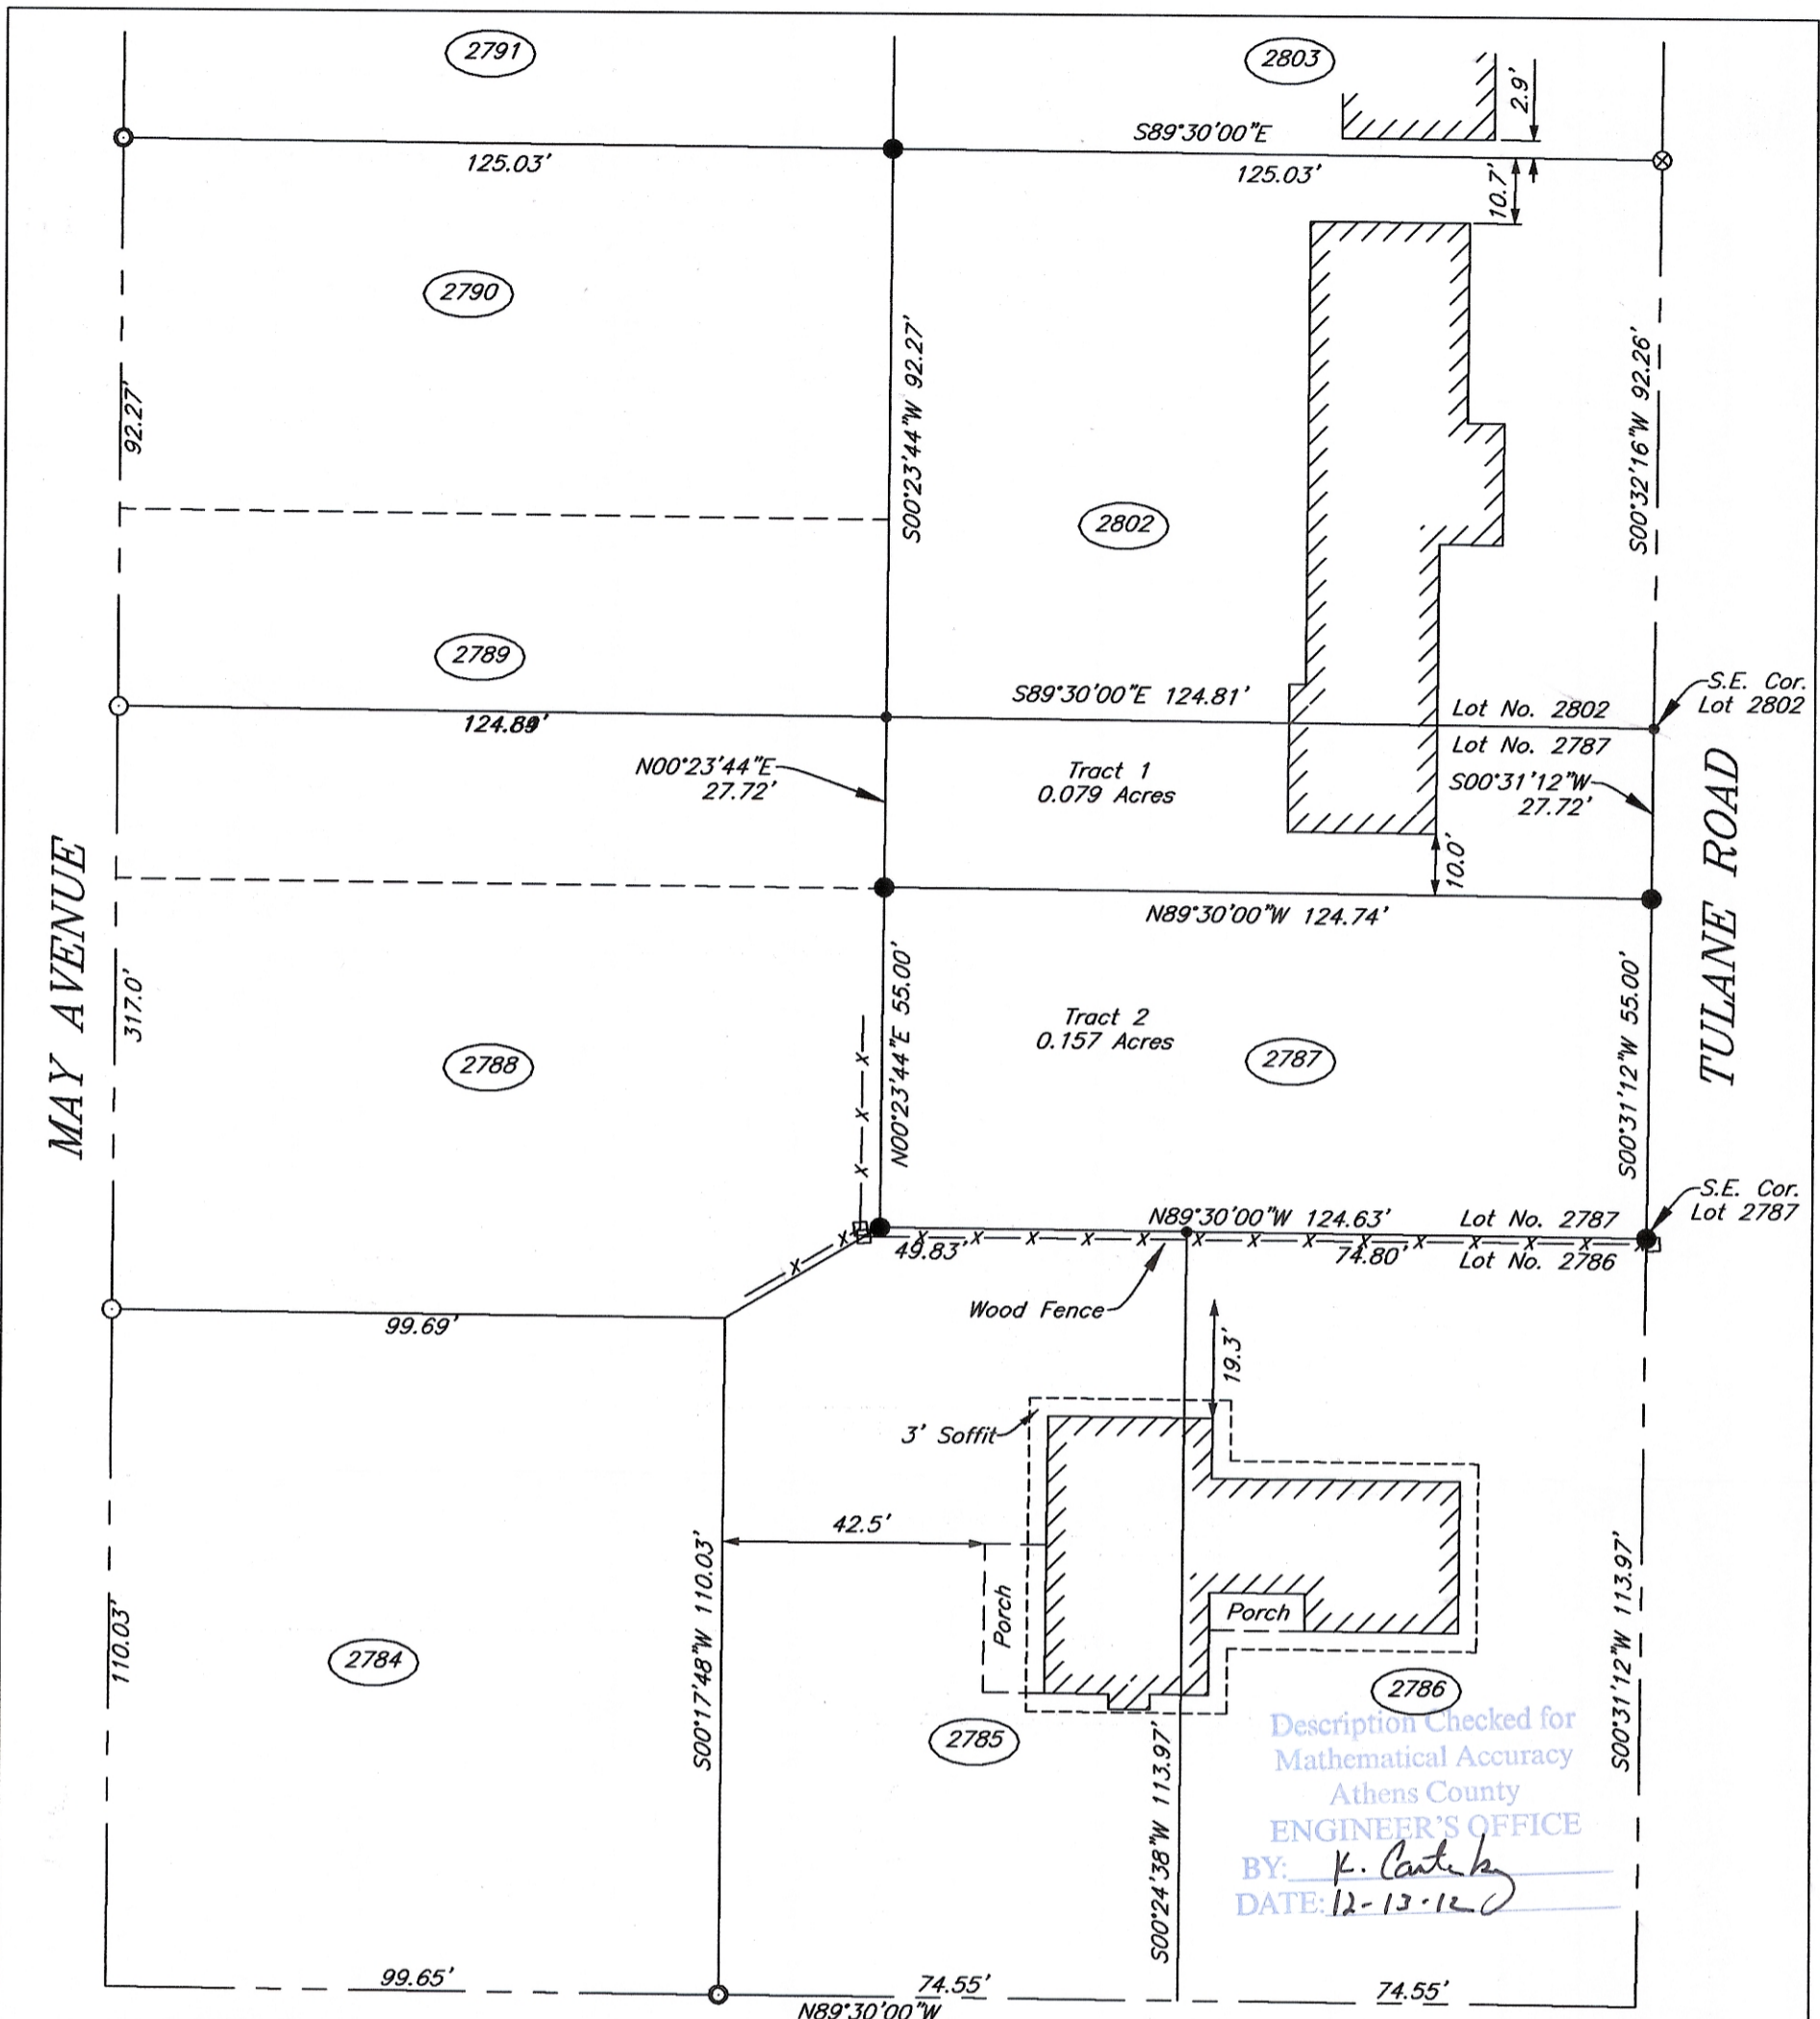 2791
2803
2.9'
S89°30'00"E
125.03'
125.03'
10.7'
2790
92.27'
S00°23'44"W 92.27'
S00°32'16"W 92.26'
2802
2789
S89°30'00"E 124.81'
Lot No. 2802
S.E. Cor.
Lot 2802
Lot No. 2787
N00°23'44"E
27.72'
Tract 1
0.079 Acres
S00°31'12"W
27.72'
10.0'
MAY AVENUE
TULANE ROAD
N89°30'00"W 124.74'
317.0'
N00°23'44"E 55.00'
S00°31'12"W 55.00'
Tract 2
0.157 Acres
2788
2787
S.E. Cor.
Lot 2787
N89°30'00"W 124.63'
Lot No. 2787
49.83'
74.80'
Lot No. 2786
Wood Fence
99.69'
19.3'
3' Soffit
42.5'
Porch
Porch
110.03'
S00°17'48"W 110.03'
S00°31'12"W 113.97'
2784
2785
2786
S00°24'38"W 113.97'
Description Checked for
Mathematical Accuracy
Athens County
ENGINEER'S OFFICE
BY: K.
DATE: 12-13-12
99.65'
74.55'
74.55'
N89°30'00"W